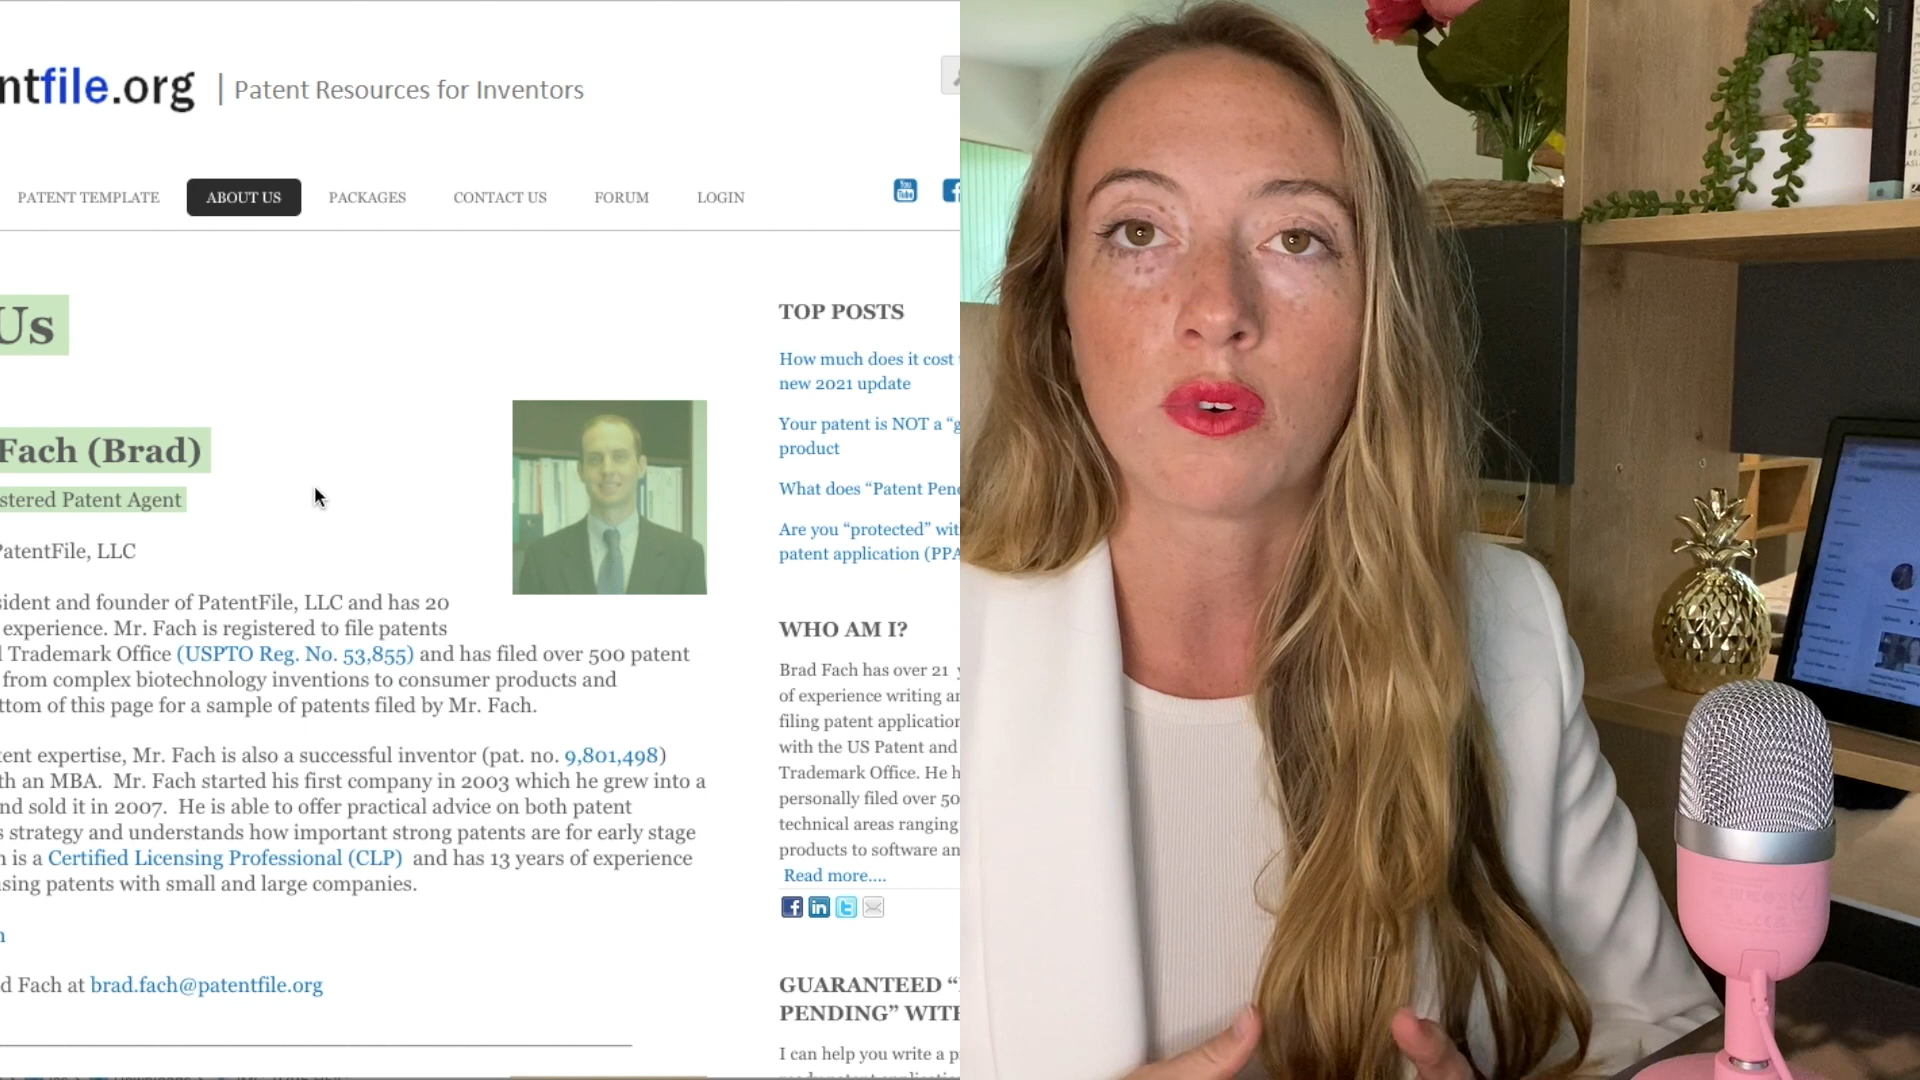 ntfile.org | Patent Resources for Inventors
PATENT TEMPLATE ABOUT US PACKAGES CONTACT US FORUM LOGIN
Us
Fach (Brad)
stered Patent Agent
PatentFile, LLC
sident and founder of PatentFile, LLC and has 20
experience. Mr. Fach is registered to file patents
Trademark Office (USPTO Reg. No. 53,855) and has filed over 500 patent
from complex biotechnology inventions to consumer products and
ttom of this page for a sample of patents filed by Mr. Fach.
ent expertise, Mr. Fach is also a successful inventor (pat. no. 9,801,498)
th an MBA. Mr. Fach started his first company in 2003 which he grew into a
nd sold it in 2007. He is able to offer practical advice on both patent
s strategy and understands how important strong patents are for early stage
n is a Certified Licensing Professional (CLP) and has 13 years of experience
sing patents with small and large companies.
d Fach at brad.fach@patentfile.org
TOP POSTS
How much does it cost
new 2021 update
Your patent is NOT a “g
product
What does “Patent Pen
Are you “protected” wit
patent application (PPA
WHO AM I?
Brad Fach has over 21 y
of experience writing an
filing patent application
with the US Patent and
Trademark Office. He h
personally filed over 50
technical areas ranging
products to software an
Read more....
GUARANTEED “
PENDING” WITH
I can help you write a p